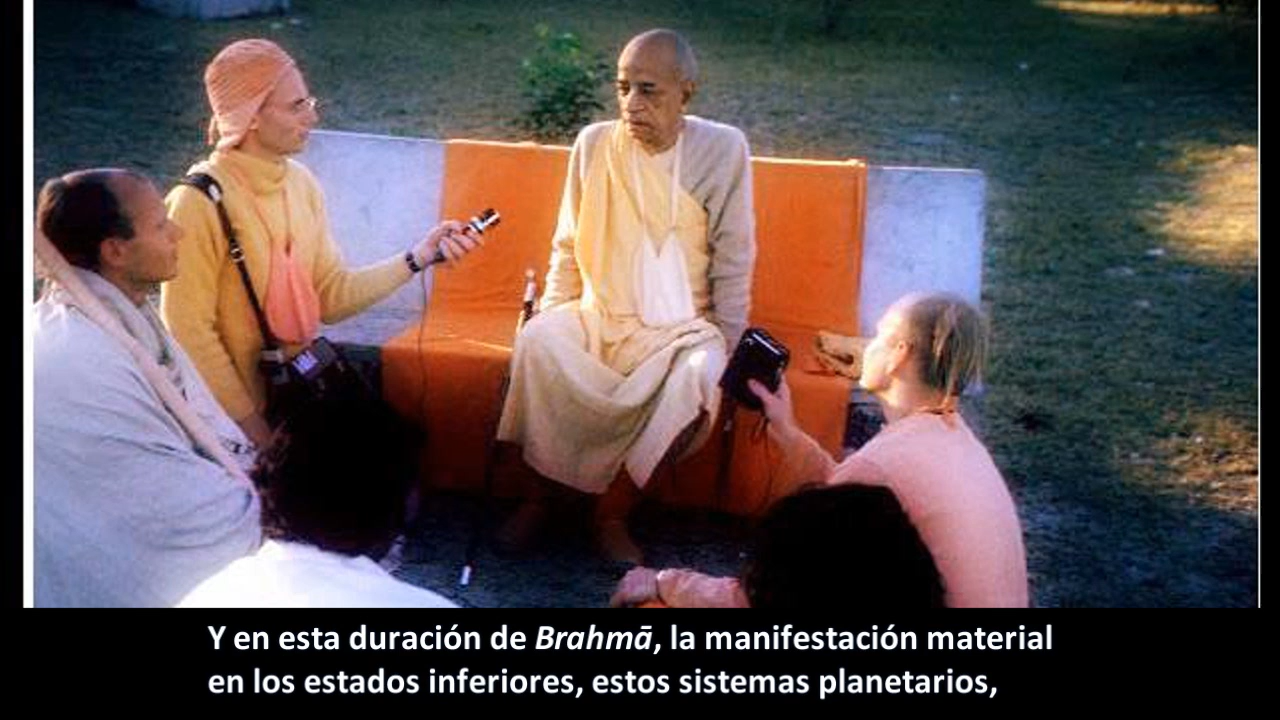 Y en esta duración de Brahmā, la manifestación material
en los estados inferiores, estos sistemas planetarios,